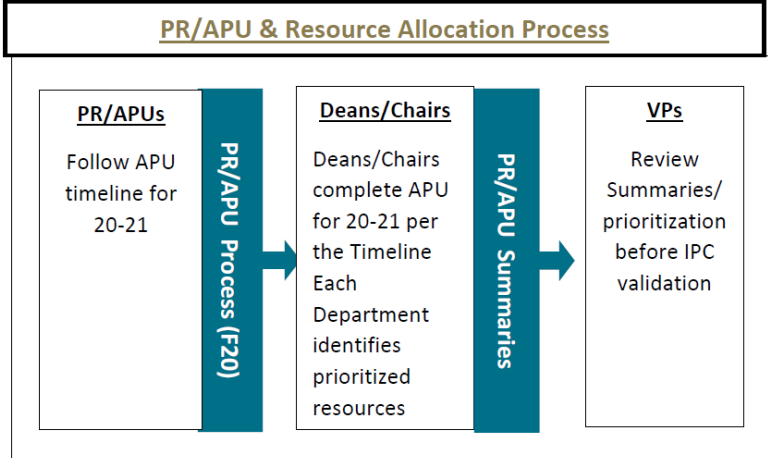 PR/APU & Resource Allocation Process
PR/APUs
Follow APU
timeline for
20-21
PR/APU Process (F20)
Deans/Chairs
Deans/Chairs
complete APU
for 20-21 per
the Timeline
Each
Department
identifies
prioritized
resources
PR/APU Summaries
VPs
Review
Summaries/
prioritization
before IPC
validation